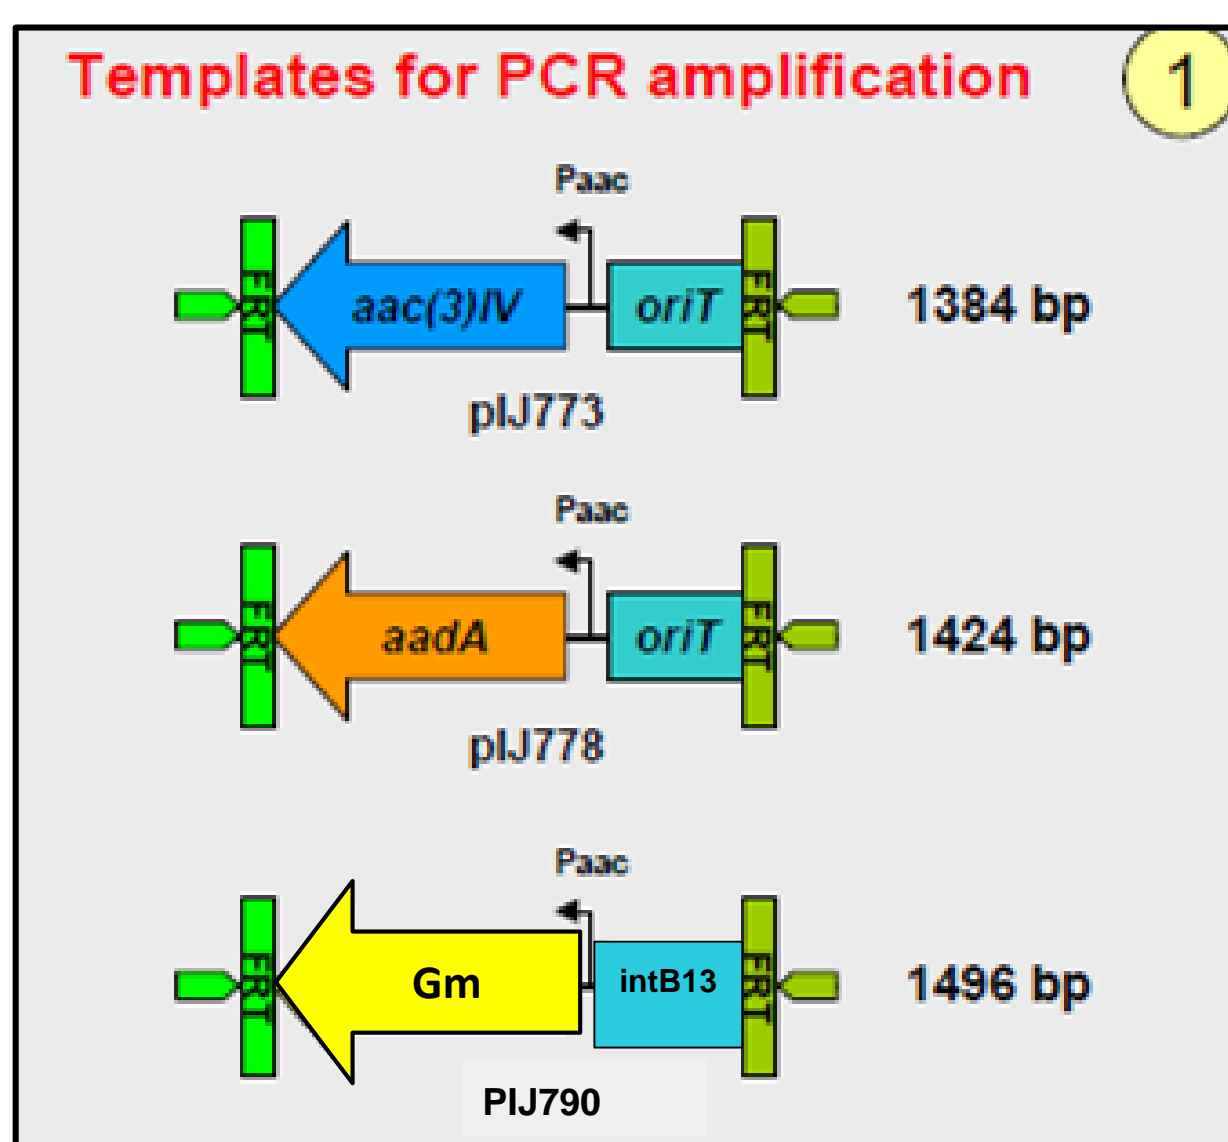 Templates for PCR amplification
1
Paac
FRT
aac(3)IV
oriT
FRT
1384 bp
pIJ773
Paac
FRT
aadA
oriT
FRT
1424 bp
pIJ778
Paac
FRT
Gm
intB13
FRT
1496 bp
PIJ790